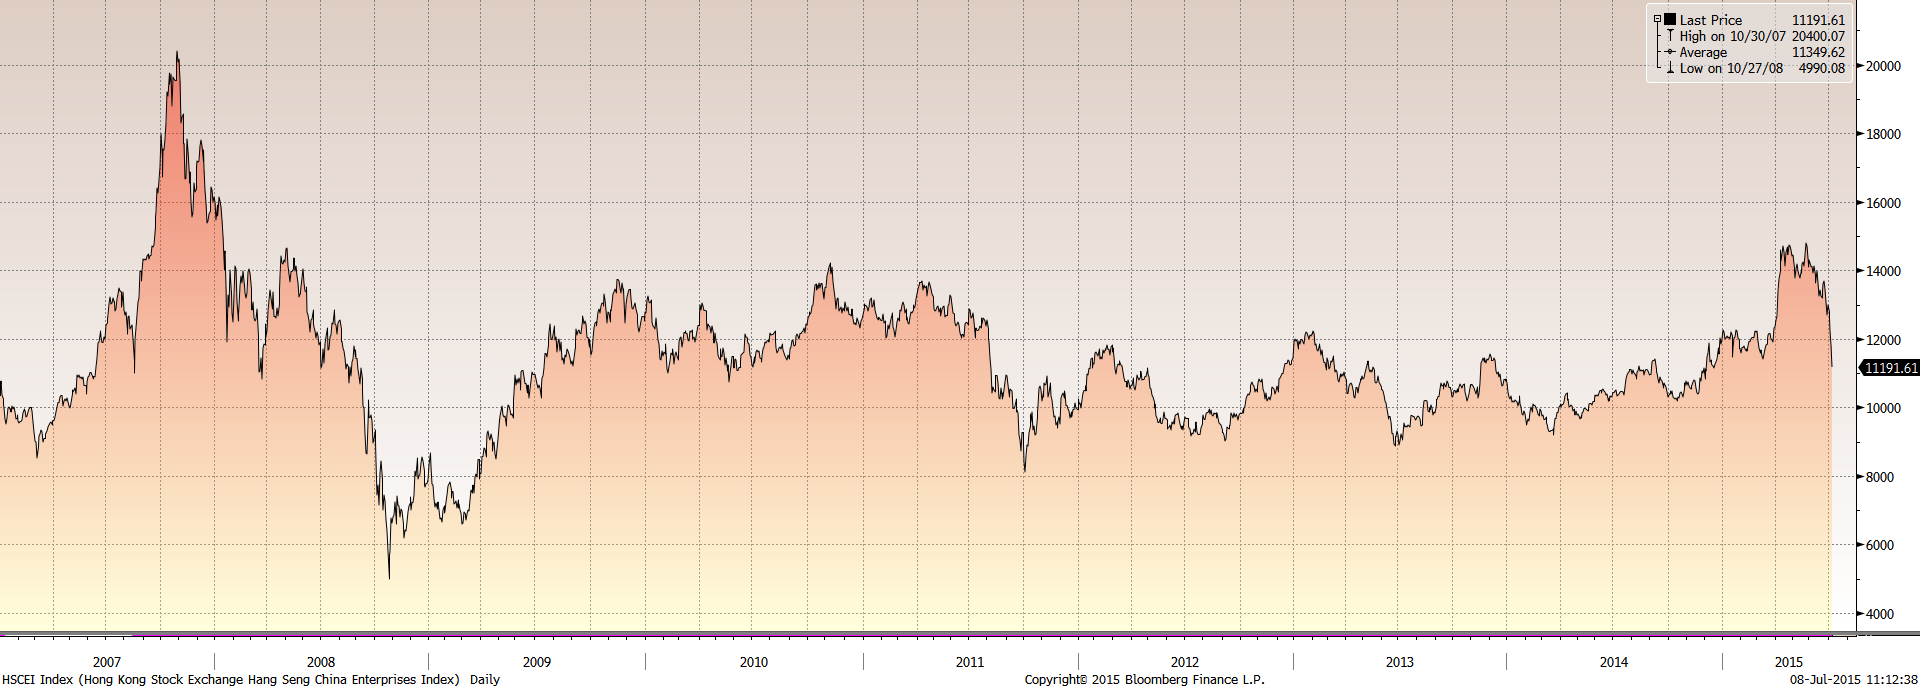 Last Price 11191.61
High on 10/30/07 20400.07
Average 11349.62
Low on 10/27/08 4990.08
20000
18000
16000
14000
12000
11191.61
10000
8000
6000
4000
2007 2008 2009 2010 2011 2012 2013 2014 2015
HSCEI Index (Hong Kong Stock Exchange Hang Seng China Enterprises Index) Daily Copyright© 2015 Bloomberg Finance L.P. 08-Jul-2015 11:12:38